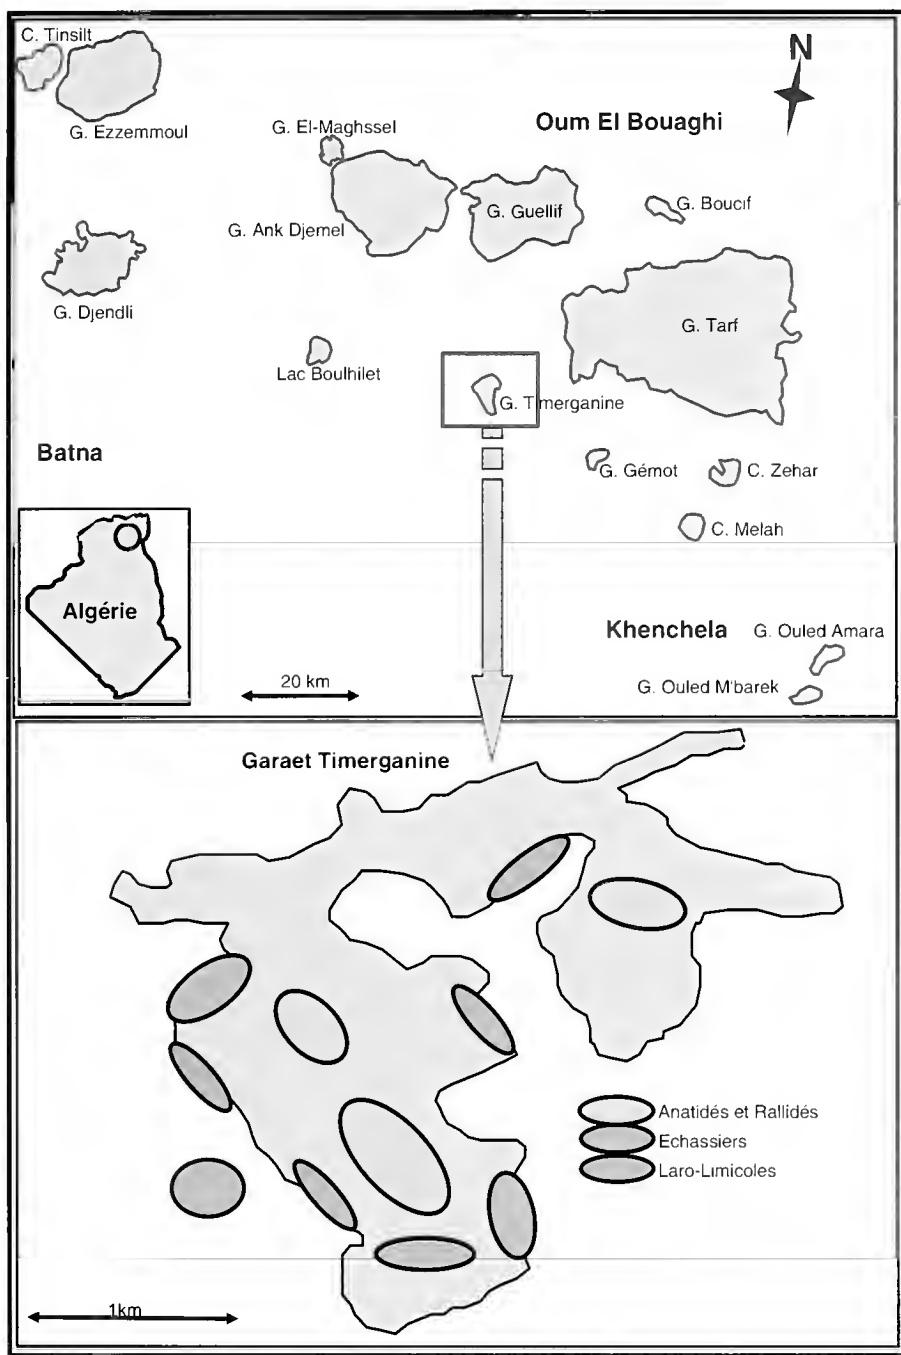 C. Tinsilt
N
G. Ezzemmoul
G. El-Maghssel
Oum El Bouaghi
G. Guellif
G. Boucif
G. Ank Djemel
G. Djendli
G. Tarf
Lac Boulhilet
G. Timerganine
Batna
G. Gémot
C. Zehar
C. Melah
Algérie
Khenchela
G. Ouled Amara
20 km
G. Ouled M'barek
Garaet Timerganine
Anatidés et Rallidés
Echassiers
Laro-Limicoles
1km